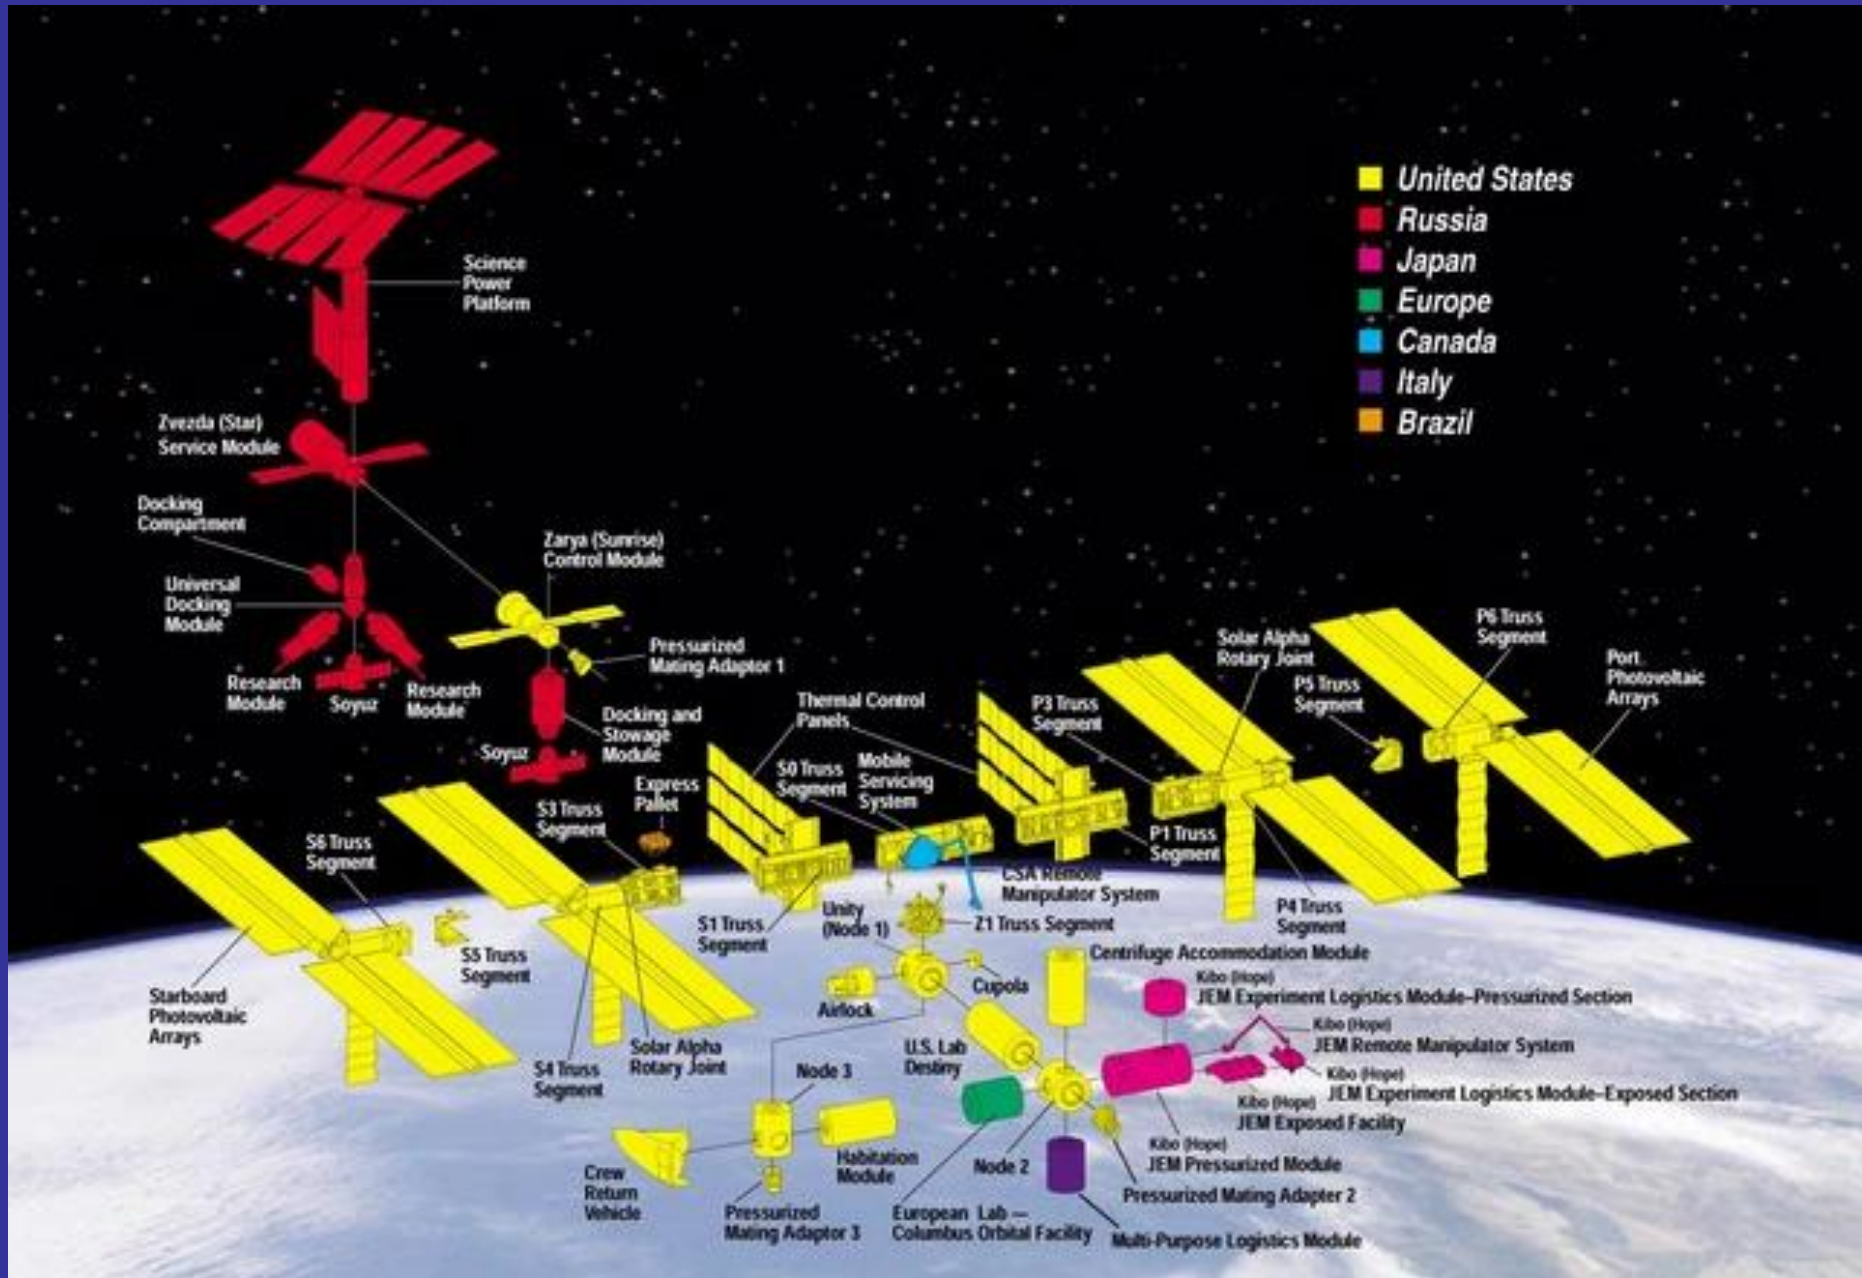 United States
Russia
Japan
Europe
Canada
Italy
Brazil
Science
Power
Platform
Zvezda (Star)
Service Module
Docking
Compartment
Universal
Docking
Module
Research
Module
Soyuz
Research
Module
Zarya (Sunrise)
Control Module
Pressurized
Mating Adaptor 1
Docking and
Stowage
Module
Soyuz
Express
Pallet
Thermal Control
Panels
S0 Truss
Segment
Mobile
Servicing
System
P3 Truss
Segment
Solar Alpha
Rotary Joint
P5 Truss
Segment
P6 Truss
Segment
Port
Photovoltaic
Arrays
S3 Truss
Segment
S6 Truss
Segment
P1 Truss
Segment
CSA Remote
Manipulator System
P4 Truss
Segment
S1 Truss
Segment
Unity
(Node 1)
Z1 Truss Segment
S5 Truss
Segment
Centrifuge Accommodation Module
Cupola
Airlock
Kibo (Hope)
JEM Experiment Logistics Module–Pressurized Section
Starboard
Photovoltaic
Arrays
Kibo (Hope)
JEM Remote Manipulator System
S4 Truss
Segment
Solar Alpha
Rotary Joint
U.S. Lab
Destiny
Node 3
Kibo (Hope)
JEM Experiment Logistics Module–Exposed Section
Kibo (Hope)
JEM Exposed Facility
Kibo (Hope)
JEM Pressurized Module
Crew
Return
Vehicle
Habitation
Module
Node 2
Pressurized Mating Adapter 2
Pressurized
Mating Adaptor 3
European Lab —
Columbus Orbital Facility
Multi-Purpose Logistics Module